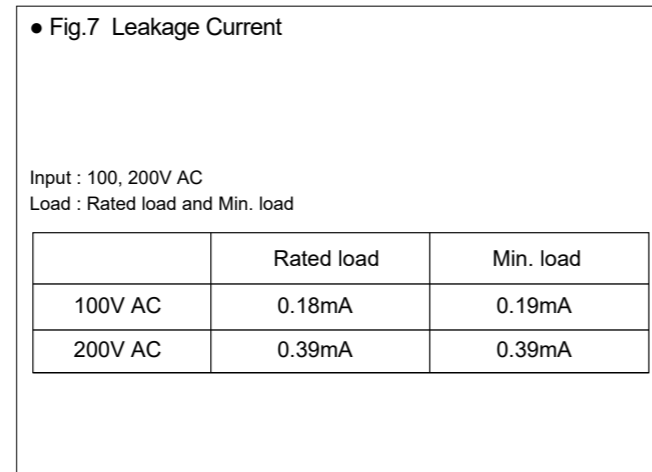 ● Fig.7 Leakage Current
Input : 100, 200V AC
Load : Rated load and Min. load
Rated load Min. load
100V AC 0.18mA 0.19mA
200V AC 0.39mA 0.39mA